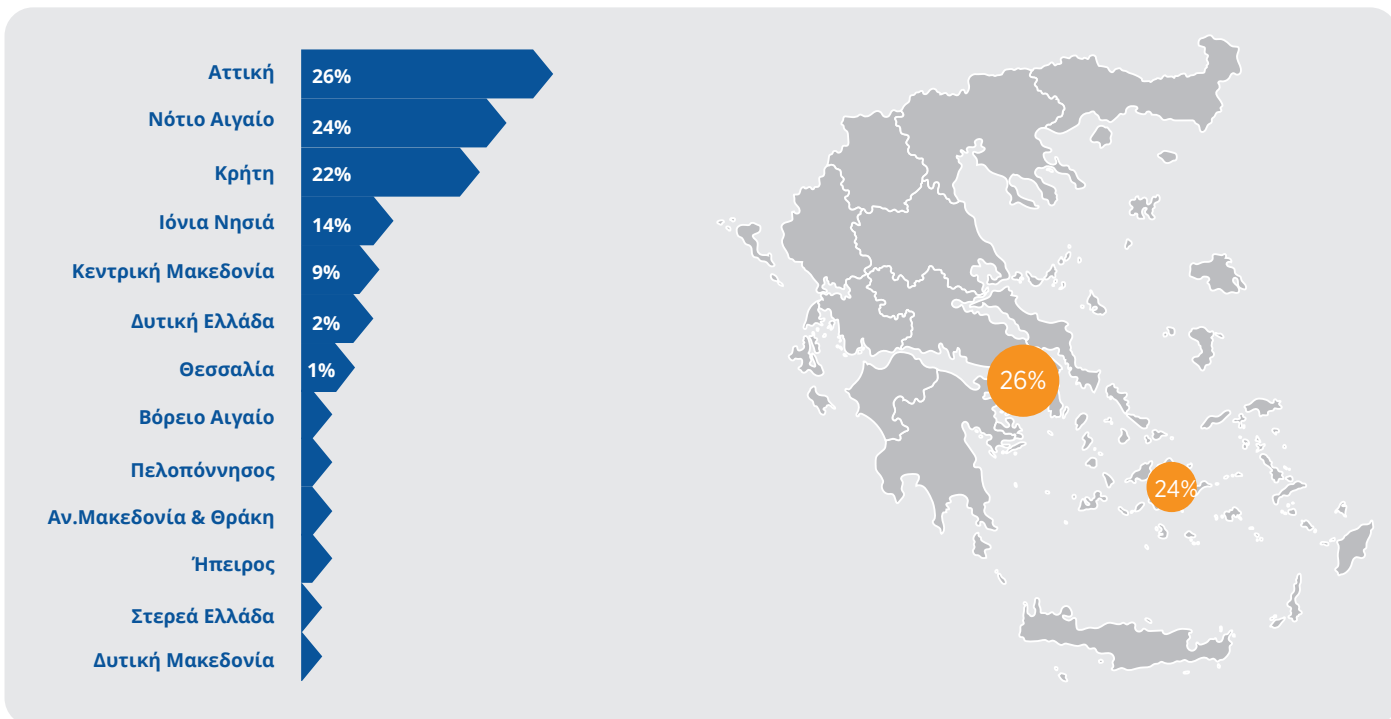 Αττική 26%
Νότιο Αιγαίο 24%
Κρήτη 22%
Ιόνια Νησιά 14%
Κεντρική Μακεδονία 9%
Δυτική Ελλάδα 2%
Θεσσαλία 1%
Βόρειο Αιγαίο
Πελοπόννησος
Αν.Μακεδονία & Θράκη
Ήπειρος
Στερεά Ελλάδα
Δυτική Μακεδονία
26%
24%